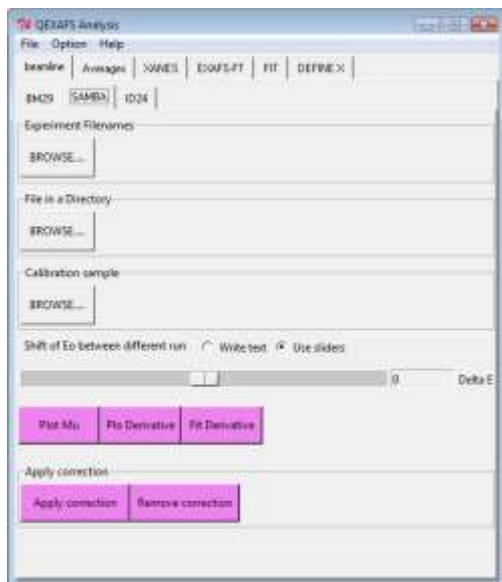 QEXAFS Analysis
File Option Help
beamline Averages XANES EXAFS-FT FIT DEFINE X
BM29 SAMBA ID24
Experiment Filenames
BROWSE...
File in a Directory
BROWSE...
Calibration sample
BROWSE...
Shift of Eo between different run Write text Use sliders
0 Delta E
Plot Mu Plo Derivative Fit Derivative
Apply correction
Apply correction Remove correction